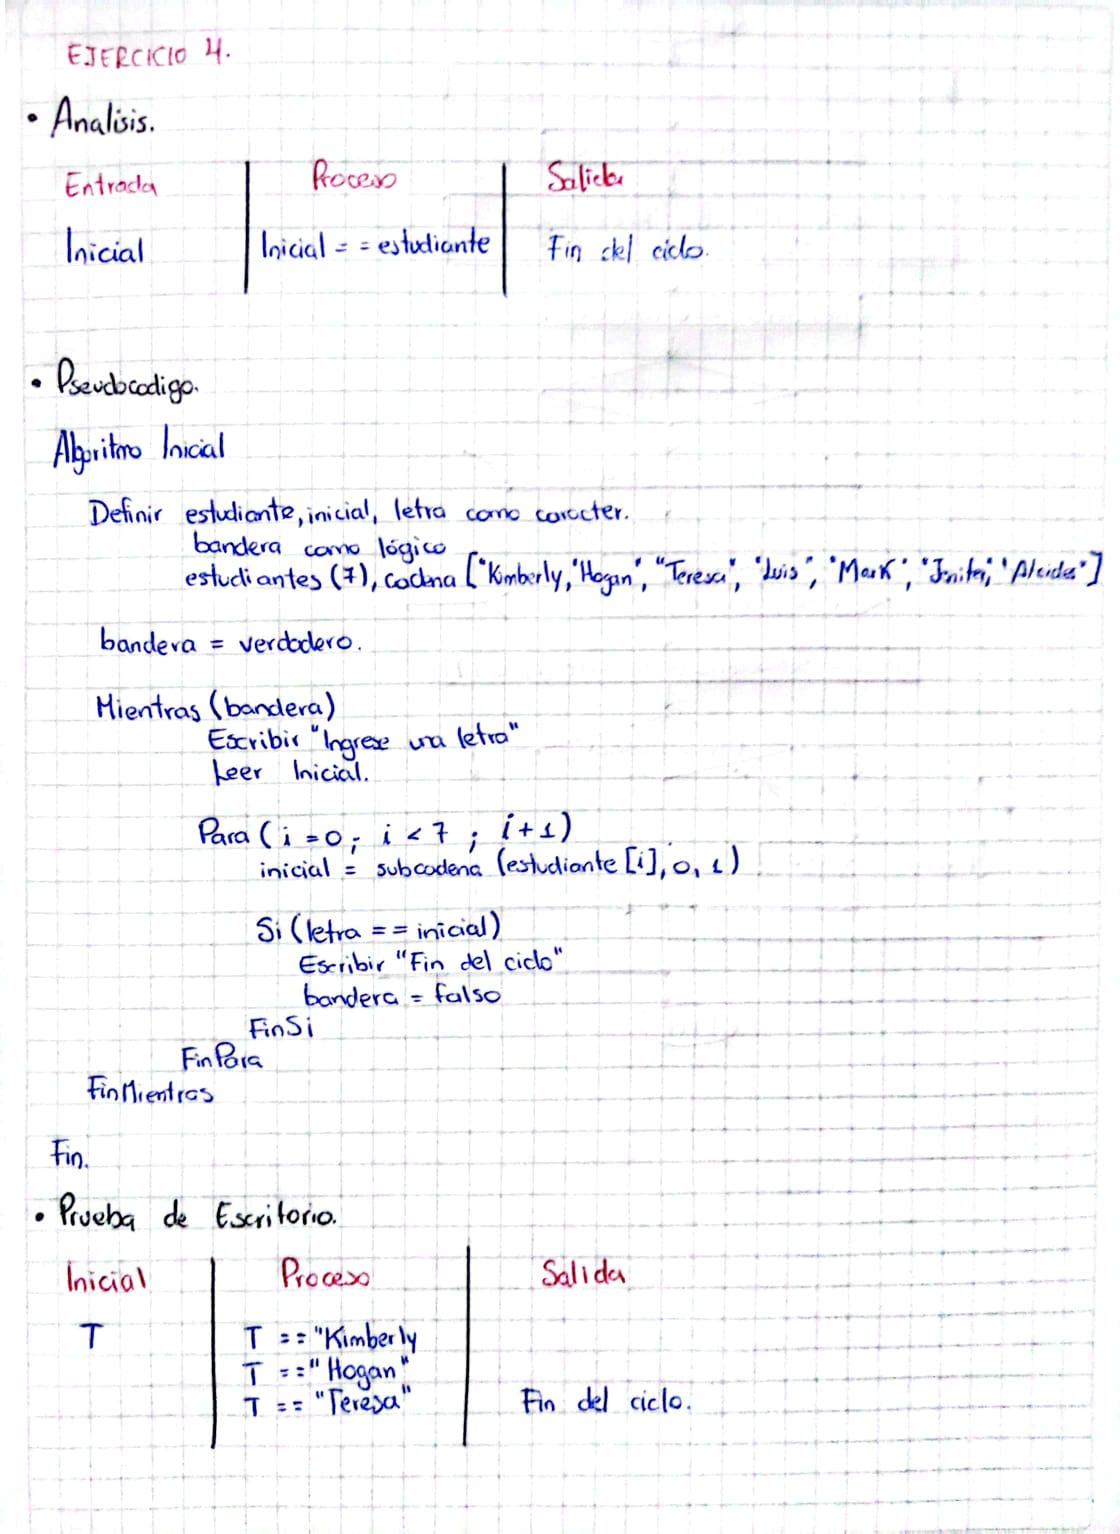 EJERCICIO 4.
• Analisis.
Entrada Proceso Salida
Inicial Inicial == estudiante Fin del ciclo.
• Pseudocodigo.
Algoritmo Inicial
Definir estudiante, inicial, letra como caracter.
bandera como lógico
estudiantes (7), cadena ["Kimberly, "Hogan", "Teresa", "Luis", "Mark", "Jenifer", "Alcides"]
bandera = verdadero.
Mientras (bandera)
Escribir "Ingrese una letra"
Leer Inicial.
Para (i = 0; i < 7; i+1)
inicial = subcadena (estudiante [i], 0, 1)
Si (letra == inicial)
Escribir "Fin del ciclo"
bandera = falso
FinSi
FinPara
FinMientras
Fin.
• Prueba de Escritorio.
Inicial Proceso Salida
T T == "Kimberly
T == "Hogan"
T == "Teresa" Fin del ciclo.